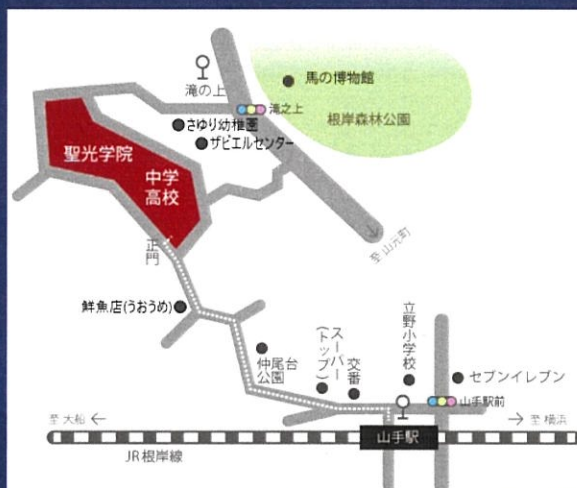 滝の上
馬の博物館
滝之上
根岸森林公園
さゆり幼稚園
ザビエルセンター
聖光学院
中学
高校
至 山元町
正門
鮮魚店(うおうめ)
仲尾台
公園
スーパー
(トップ)
交番
立野小学校
セブンイレブン
山手駅前
至 大船
至 横浜
山手駅
JR根岸線